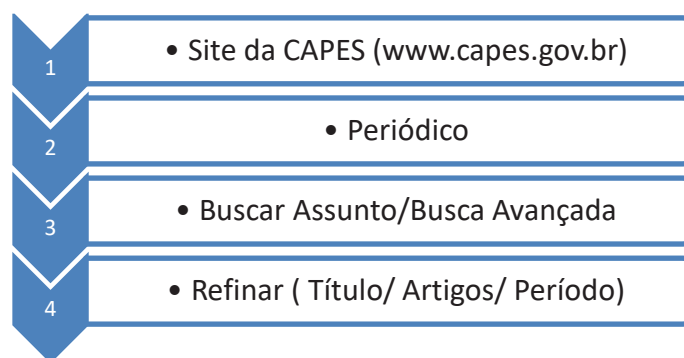 1
• Site da CAPES (www.capes.gov.br)
2
• Periódico
3
• Buscar Assunto/Busca Avançada
4
• Refinar ( Título/ Artigos/ Período)